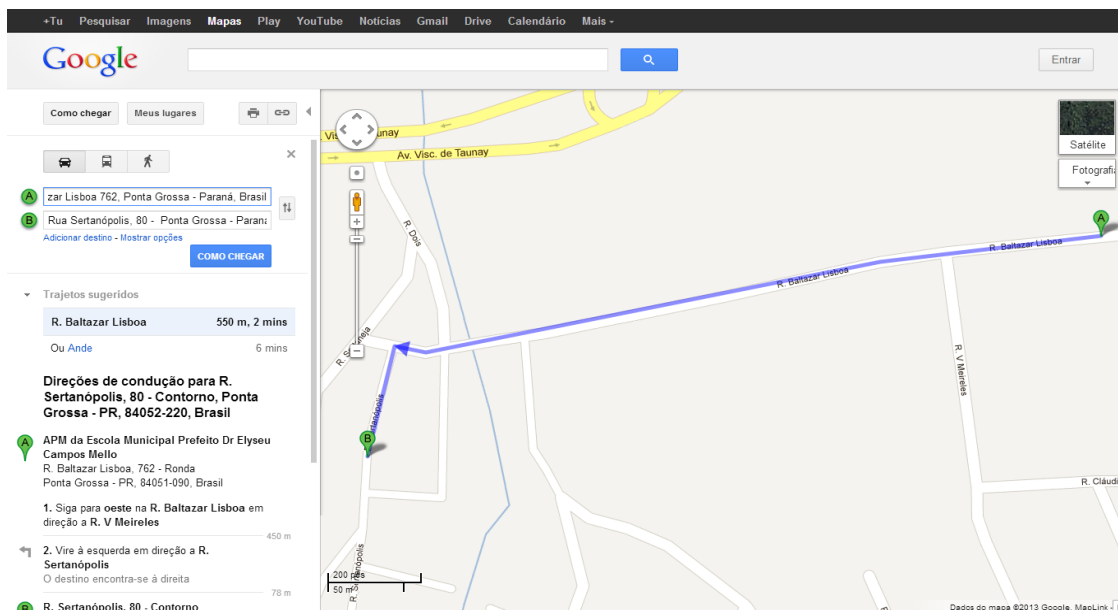 +Tu Pesquisar Imagens Mapas Play YouTube Notícias Gmail Drive Calendário Mais
Google
Entrar
Como chegar Meus lugares
A zar Lisboa 762, Ponta Grossa - Paraná, Brasil
B Rua Sertanópolis, 80 - Ponta Grossa - Paraná
Adicionar destino - Mostrar opções
COMO CHEGAR
Trajetos sugeridos
R. Baltazar Lisboa 550 m, 2 mins
Ou Ande 6 mins
Direções de condução para R.
Sertanópolis, 80 - Contorno, Ponta
Grossa - PR, 84052-220, Brasil
A APM da Escola Municipal Prefeito Dr Elyseu
Campos Mello
R. Baltazar Lisboa, 762 - Ronda
Ponta Grossa - PR, 84051-090, Brasil
1. Siga para oeste na R. Baltazar Lisboa em
direção a R. V Meireles
450 m
2. Vire à esquerda em direção a R.
Sertanópolis
O destino encontra-se à direita
78 m
B R. Sertanópolis, 80 - Contorno
unay
Av. Visc. de Taunay
Satélite
Fotografi
A
R. Dois
R. Baltazar Lisboa
R. Baltazar Lisboa
R. V Meireles
B
R. Cláudi
R. Sertanópolis
200 pés
50 m
Dados do mapa ©2013 Google, MapLink -